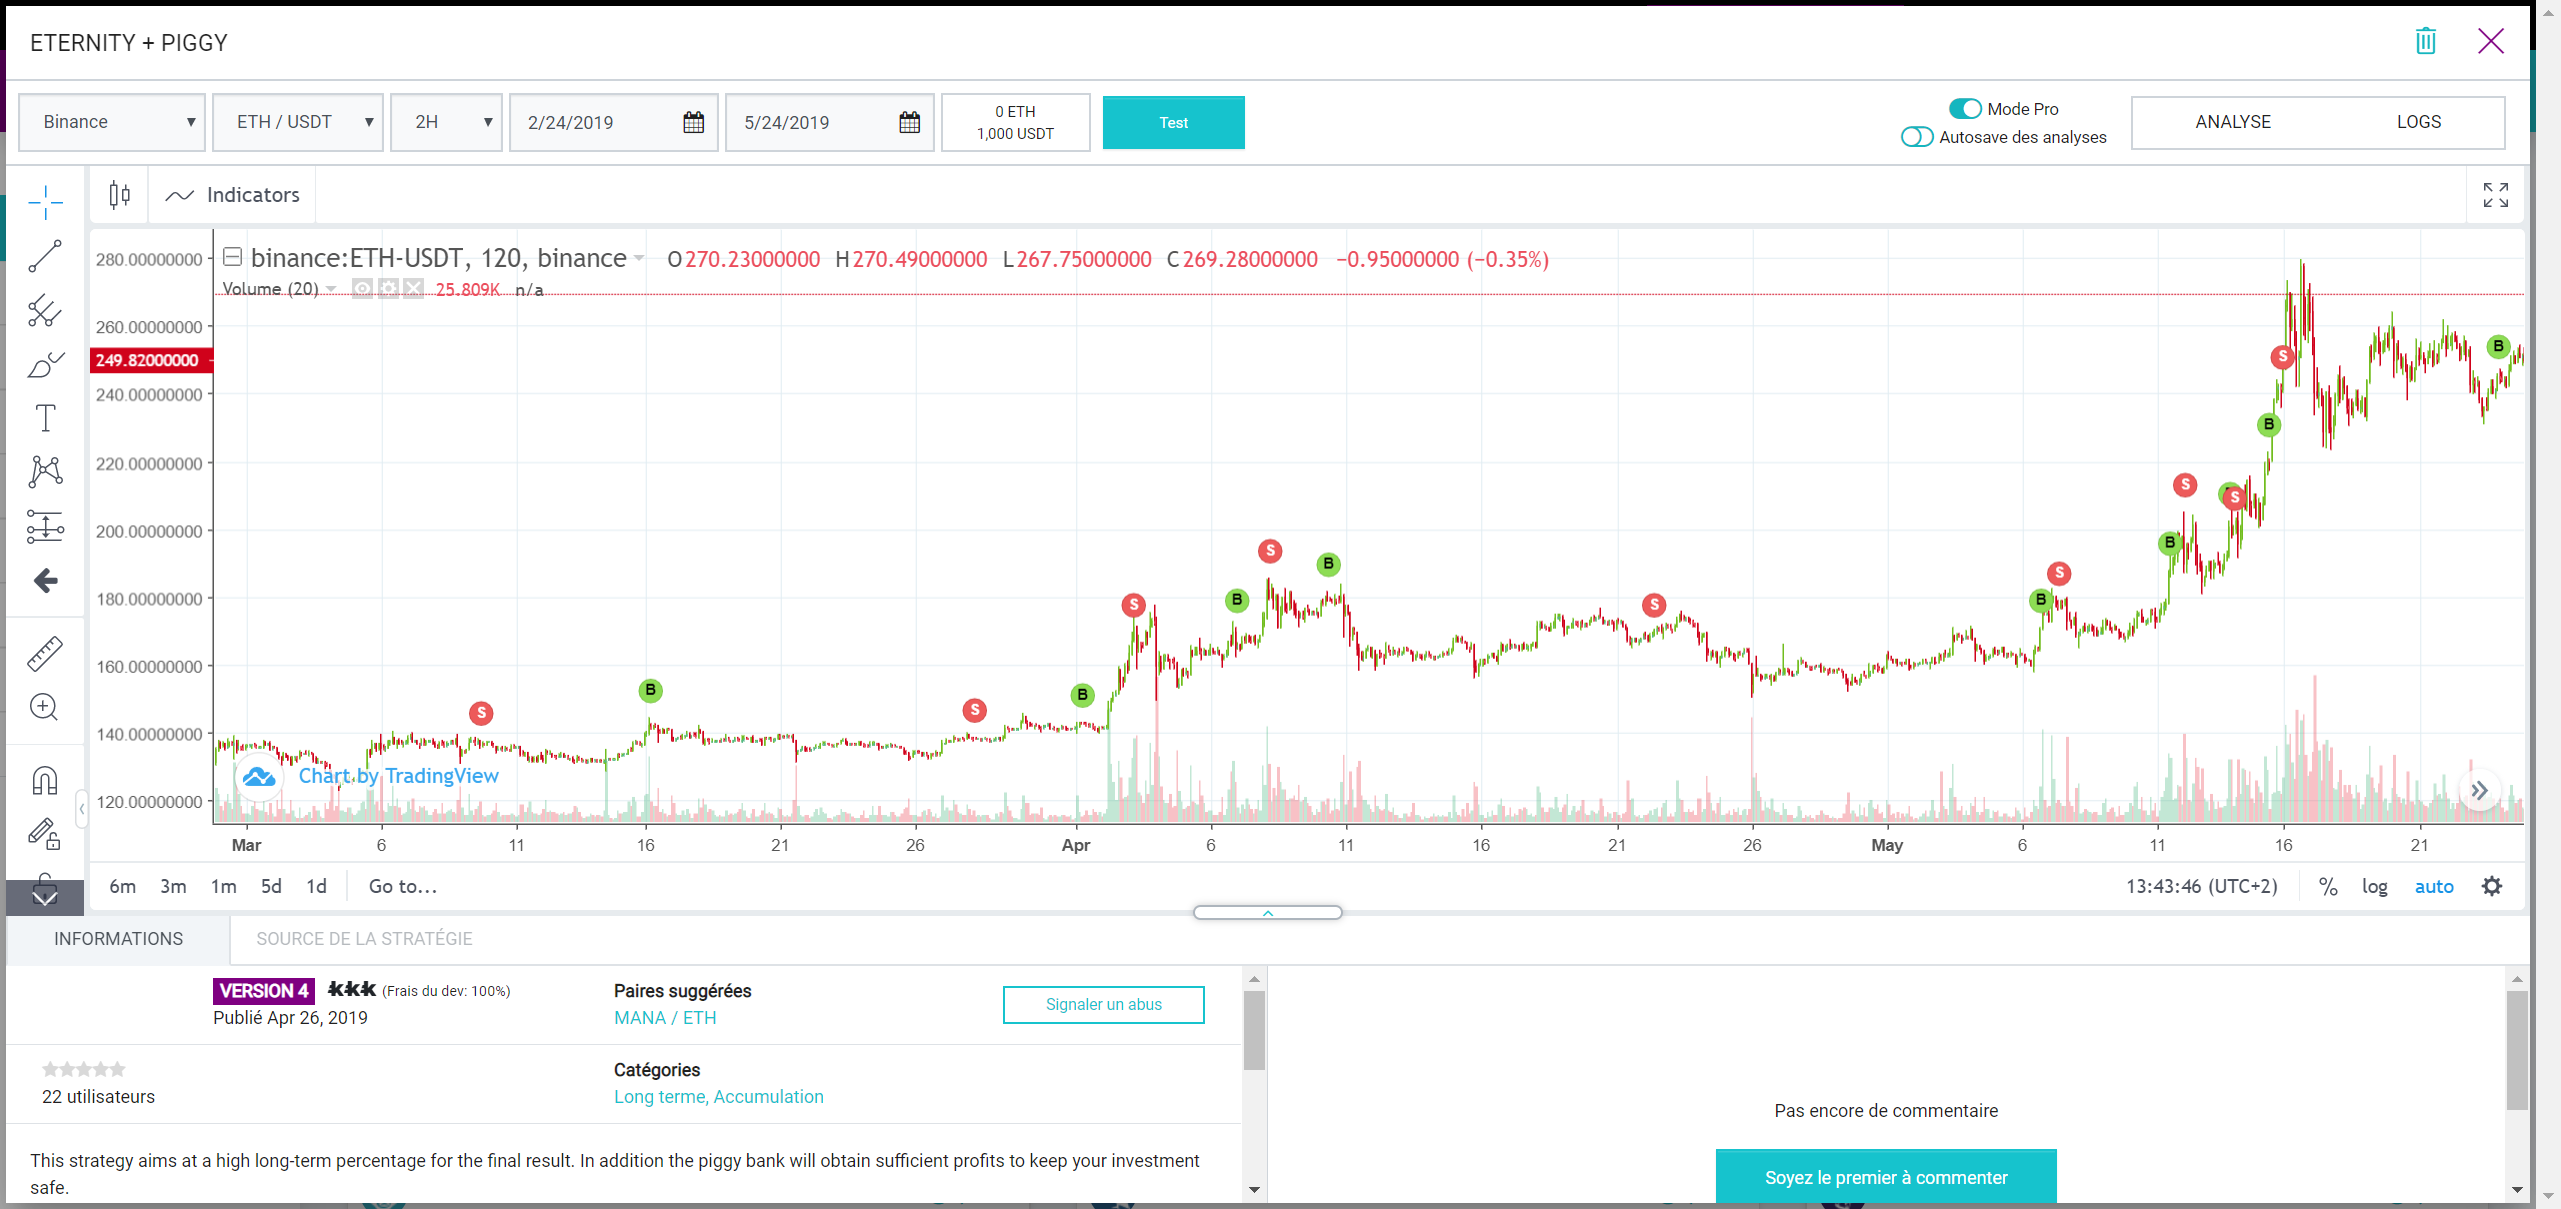 ETERNITY + PIGGY
Binance ▼ ETH / USDT ▼ 2H ▼ 2/24/2019 5/24/2019
0 ETH
1,000 USDT
Test
Mode Pro
Autosave des analyses
ANALYSE LOGS
Indicators
binance:ETH-USDT, 120, binance O270.23000000 H270.49000000 L267.75000000 C269.28000000 −0.95000000 (−0.35%)
Volume (20) 25.809K n/a
280.00000000
260.00000000
249.82000000
240.00000000
220.00000000
200.00000000
180.00000000
160.00000000
140.00000000
120.00000000
S
B
S
B
S
B
S
B
S
B
S
B
S
S
B
S
B
Chart by TradingView
Mar 6 11 16 21 26 Apr 6 11 16 21 26 May 6 11 16 21
6m 3m 1m 5d 1d Go to...
13:43:46 (UTC+2) % log auto
INFORMATIONS SOURCE DE LA STRATÉGIE
VERSION 4 kkk (Frais du dev: 100%)
Publié Apr 26, 2019
Paires suggérées
MANA / ETH
Signaler un abus
22 utilisateurs
Catégories
Long terme, Accumulation
This strategy aims at a high long-term percentage for the final result. In addition the piggy bank will obtain sufficient profits to keep your investment
safe.
Pas encore de commentaire
Soyez le premier à commenter